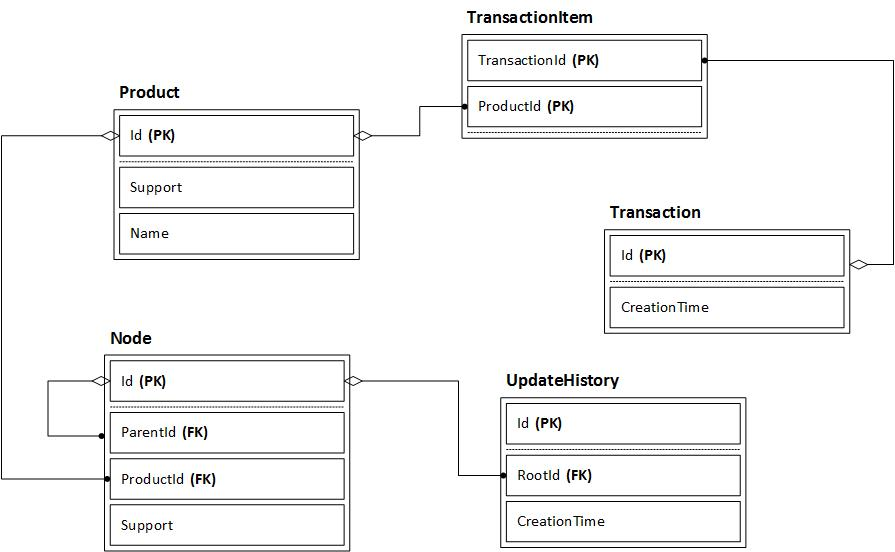 TransactionItem
TransactionId (PK)
ProductId (PK)
Product
Id (PK)
Support
Name
Transaction
Id (PK)
CreationTime
Node
Id (PK)
ParentId (FK)
ProductId (FK)
Support
UpdateHistory
Id (PK)
RootId (FK)
CreationTime